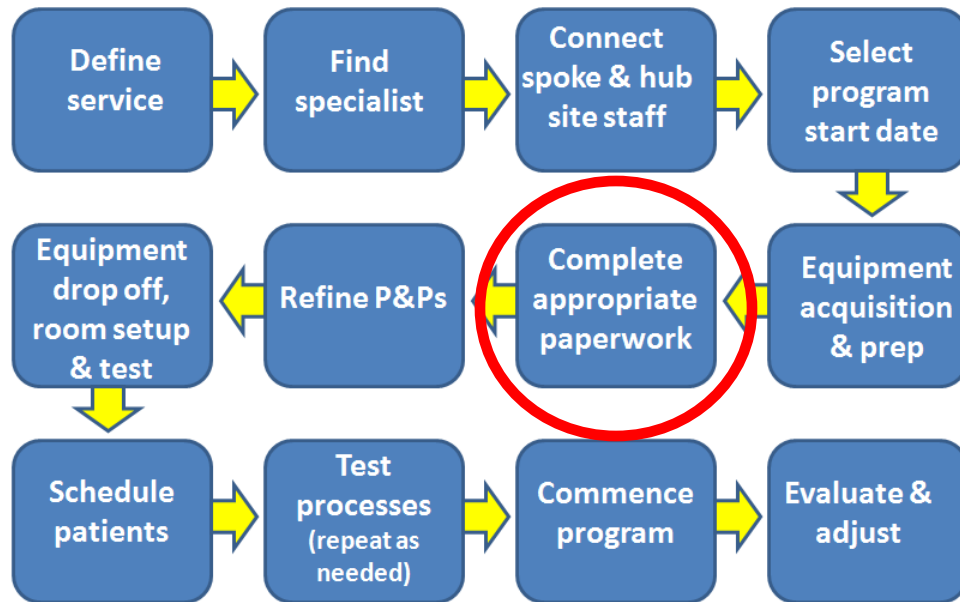 Define
service
Find
specialist
Connect
spoke & hub
site staff
Select
program
start date
Equipment
drop off,
room setup
& test
Refine P&Ps
Complete
appropriate
paperwork
Equipment
acquisition
& prep
Schedule
patients
Test
processes
(repeat as
needed)
Commence
program
Evaluate &
adjust